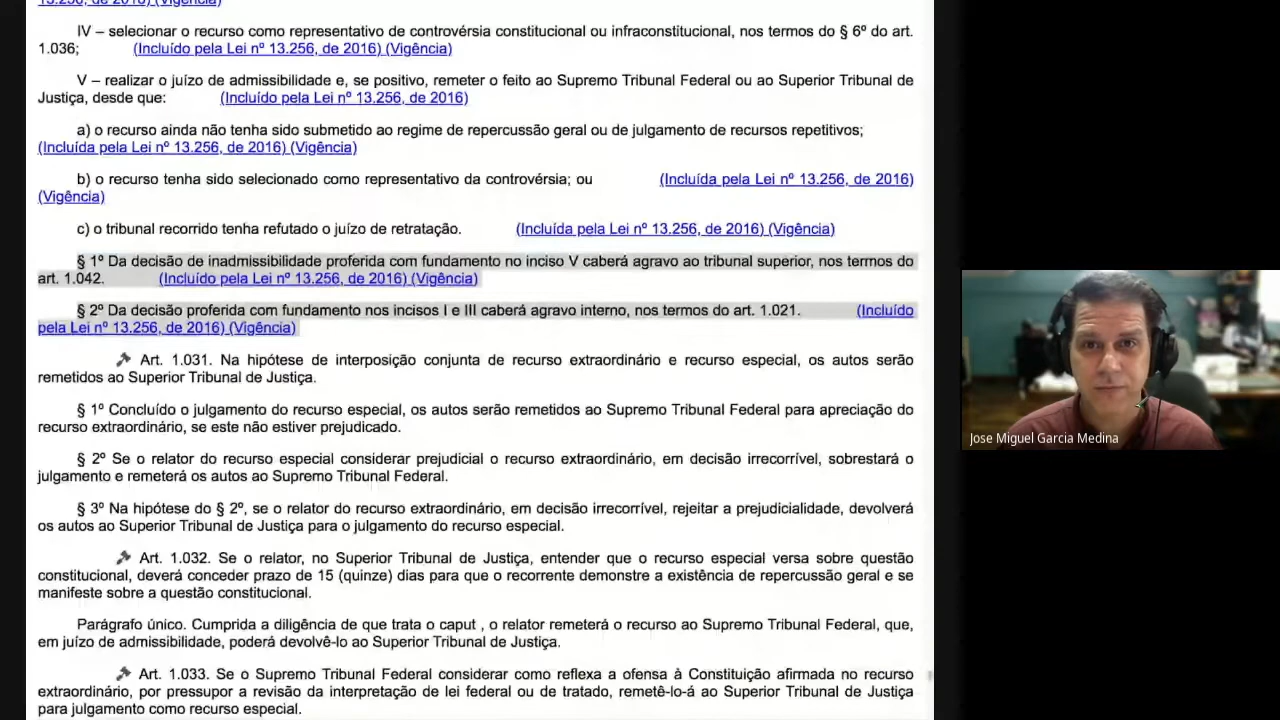 13.256, de 2016) (Vigência)
IV – selecionar o recurso como representativo de controvérsia constitucional ou infraconstitucional, nos termos do § 6º do art.
1.036; (Incluído pela Lei nº 13.256, de 2016) (Vigência)
V – realizar o juízo de admissibilidade e, se positivo, remeter o feito ao Supremo Tribunal Federal ou ao Superior Tribunal de
Justiça, desde que: (Incluído pela Lei nº 13.256, de 2016)
a) o recurso ainda não tenha sido submetido ao regime de repercussão geral ou de julgamento de recursos repetitivos;
(Incluída pela Lei nº 13.256, de 2016) (Vigência)
b) o recurso tenha sido selecionado como representativo da controvérsia; ou (Incluída pela Lei nº 13.256, de 2016)
(Vigência)
c) o tribunal recorrido tenha refutado o juízo de retratação. (Incluída pela Lei nº 13.256, de 2016) (Vigência)
§ 1º Da decisão de inadmissibilidade proferida com fundamento no inciso V caberá agravo ao tribunal superior, nos termos do
art. 1.042. (Incluído pela Lei nº 13.256, de 2016) (Vigência)
§ 2º Da decisão proferida com fundamento nos incisos I e III caberá agravo interno, nos termos do art. 1.021. (Incluído
pela Lei nº 13.256, de 2016) (Vigência)
Art. 1.031. Na hipótese de interposição conjunta de recurso extraordinário e recurso especial, os autos serão
remetidos ao Superior Tribunal de Justiça.
§ 1º Concluído o julgamento do recurso especial, os autos serão remetidos ao Supremo Tribunal Federal para apreciação do
recurso extraordinário, se este não estiver prejudicado.
§ 2º Se o relator do recurso especial considerar prejudicial o recurso extraordinário, em decisão irrecorrível, sobrestará o
julgamento e remeterá os autos ao Supremo Tribunal Federal.
§ 3º Na hipótese do § 2º, se o relator do recurso extraordinário, em decisão irrecorrível, rejeitar a prejudicialidade, devolverá
os autos ao Superior Tribunal de Justiça para o julgamento do recurso especial.
Art. 1.032. Se o relator, no Superior Tribunal de Justiça, entender que o recurso especial versa sobre questão
constitucional, deverá conceder prazo de 15 (quinze) dias para que o recorrente demonstre a existência de repercussão geral e se
manifeste sobre a questão constitucional.
Parágrafo único. Cumprida a diligência de que trata o caput , o relator remeterá o recurso ao Supremo Tribunal Federal, que,
em juízo de admissibilidade, poderá devolvê-lo ao Superior Tribunal de Justiça.
Art. 1.033. Se o Supremo Tribunal Federal considerar como reflexa a ofensa à Constituição afirmada no recurso
extraordinário, por pressupor a revisão da interpretação de lei federal ou de tratado, remetê-lo-á ao Superior Tribunal de Justiça
para julgamento como recurso especial.
Jose Miguel Garcia Medina